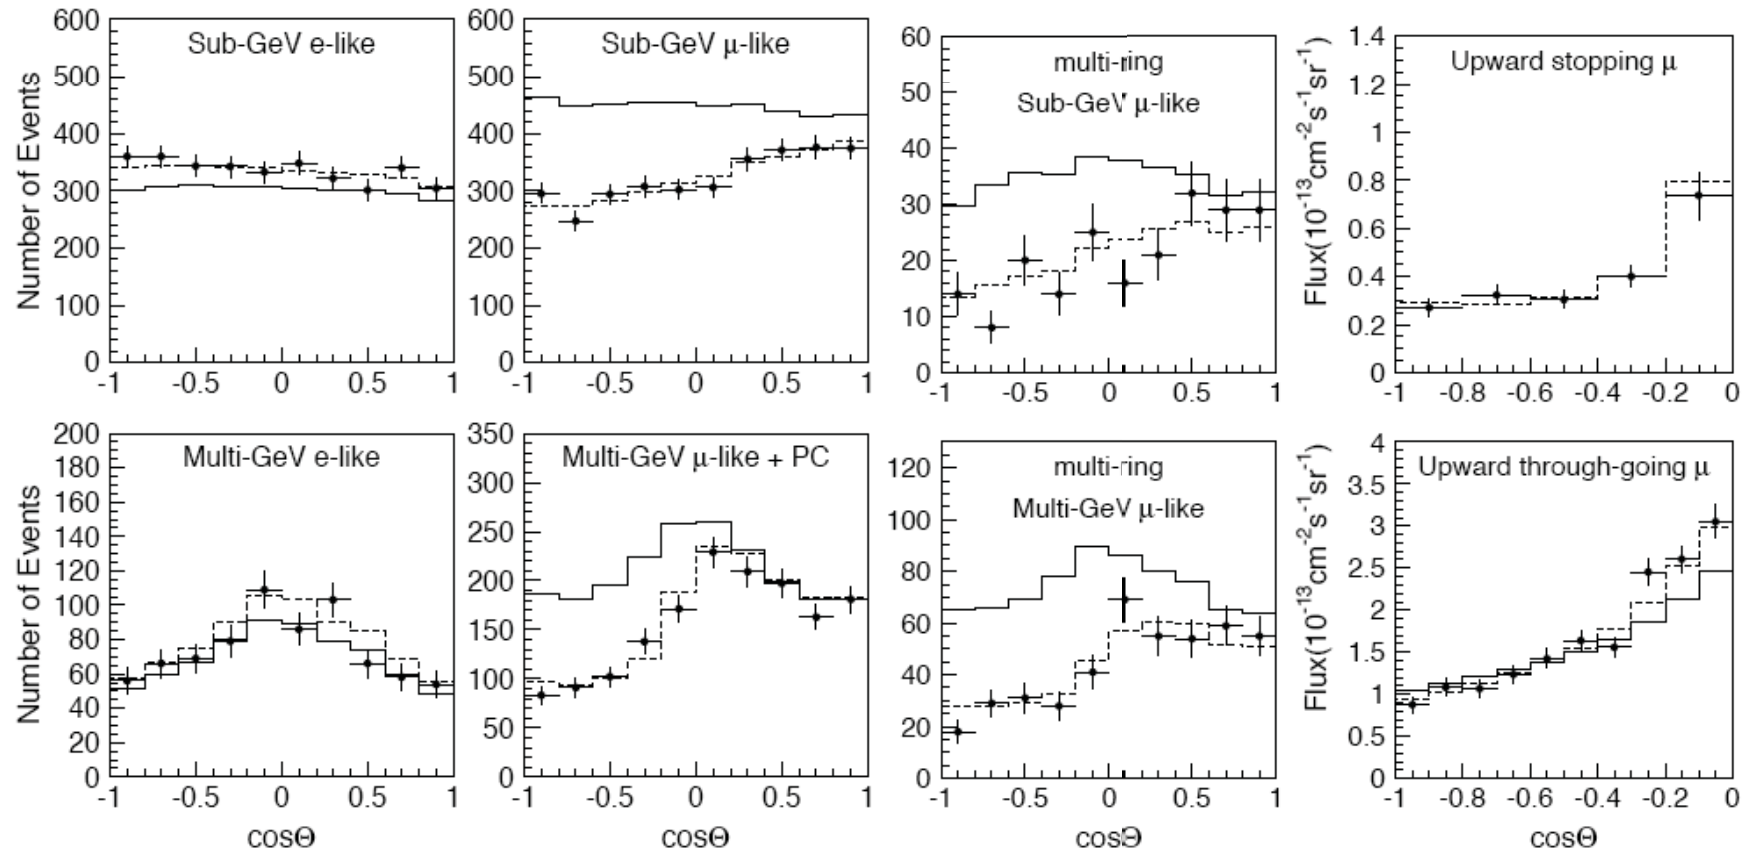 Sub-GeV e-like
Number of Events
600
500
400
300
200
100
0
-1 -0.5 0 0.5 1
Sub-GeV μ-like
600
500
400
300
200
100
0
-1 -0.5 0 0.5 1
multi-ring
Sub-GeV μ-like
60
50
40
30
20
10
0
-1 -0.5 0 0.5 1
Upward stopping μ
Flux(10⁻¹³cm⁻²s⁻¹sr⁻¹)
1.4
1.2
1
0.8
0.6
0.4
0.2
0
-1 -0.8 -0.6 -0.4 -0.2 0
Multi-GeV e-like
Number of Events
200
180
160
140
120
100
80
60
40
20
0
-1 -0.5 0 0.5 1
cosΘ
Multi-GeV μ-like + PC
350
300
250
200
150
100
50
0
-1 -0.5 0 0.5 1
cosΘ
multi-ring
Multi-GeV μ-like
120
100
80
60
40
20
0
-1 -0.5 0 0.5 1
cosΘ
Upward through-going μ
Flux(10⁻¹³cm⁻²s⁻¹sr⁻¹)
4
3.5
3
2.5
2
1.5
1
0.5
0
-1 -0.8 -0.6 -0.4 -0.2 0
cosΘ